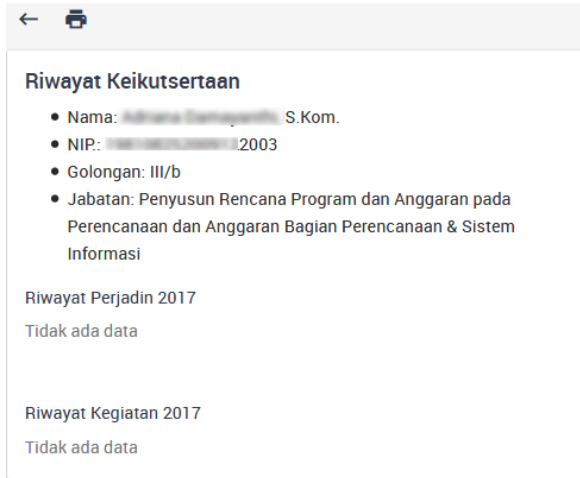 Riwayat Keikutsertaan
Nama: S.Kom.
NIP.: 2003
Golongan: III/b
Jabatan: Penyusun Rencana Program dan Anggaran pada
Perencanaan dan Anggaran Bagian Perencanaan & Sistem
Informasi
Riwayat Perjadin 2017
Tidak ada data
Riwayat Kegiatan 2017
Tidak ada data